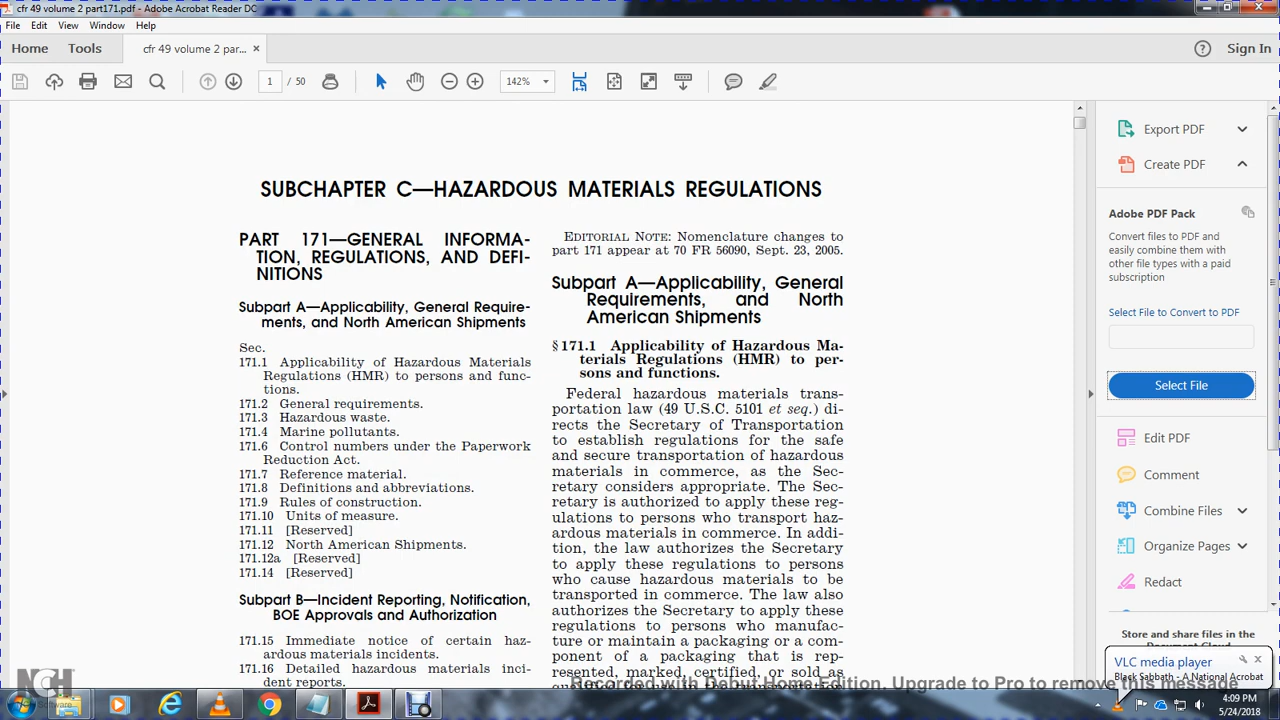 cfr 49 volume 2 part171.pdf - Adobe Acrobat Reader DC
File Edit View Window Help
Home Tools cfr 49 volume 2 par... × Sign In
1 / 50 142%
SUBCHAPTER C—HAZARDOUS MATERIALS REGULATIONS
PART 171—GENERAL INFORMA-
TION, REGULATIONS, AND DEFI-
NITIONS
Subpart A—Applicability, General Require-
ments, and North American Shipments
Sec.
171.1 Applicability of Hazardous Materials
Regulations (HMR) to persons and func-
tions.
171.2 General requirements.
171.3 Hazardous waste.
171.4 Marine pollutants.
171.6 Control numbers under the Paperwork
Reduction Act.
171.7 Reference material.
171.8 Definitions and abbreviations.
171.9 Rules of construction.
171.10 Units of measure.
171.11 [Reserved]
171.12 North American Shipments.
171.12a [Reserved]
171.14 [Reserved]
Subpart B—Incident Reporting, Notification,
BOE Approvals and Authorization
171.15 Immediate notice of certain haz-
ardous materials incidents.
171.16 Detailed hazardous materials inci-
dent reports.
EDITORIAL NOTE: Nomenclature changes to
part 171 appear at 70 FR 56090, Sept. 23, 2005.
Subpart A—Applicability, General
Requirements, and North
American Shipments
§ 171.1 Applicability of Hazardous Ma-
terials Regulations (HMR) to per-
sons and functions.
Federal hazardous materials trans-
portation law (49 U.S.C. 5101 et seq.) di-
rects the Secretary of Transportation
to establish regulations for the safe
and secure transportation of hazardous
materials in commerce, as the Sec-
retary considers appropriate. The Sec-
retary is authorized to apply these reg-
ulations to persons who transport haz-
ardous materials in commerce. In addi-
tion, the law authorizes the Secretary
to apply these regulations to persons
who cause hazardous materials to be
transported in commerce. The law also
authorizes the Secretary to apply these
regulations to persons who manufac-
ture or maintain a packaging or a com-
ponent of a packaging that is rep-
resented, marked, certified, or sold as
Export PDF
Create PDF
Adobe PDF Pack
Convert files to PDF and
easily combine them with
other file types with a paid
subscription
Select File to Convert to PDF
Select File
Edit PDF
Comment
Combine Files
Organize Pages
Redact
Store and share files in the
VLC media player
Black Sabbath - A National Acrobat
Recorded with Debut Home Edition. Upgrade to Pro to remove this message
NCH
Software
4:09 PM
5/24/2018